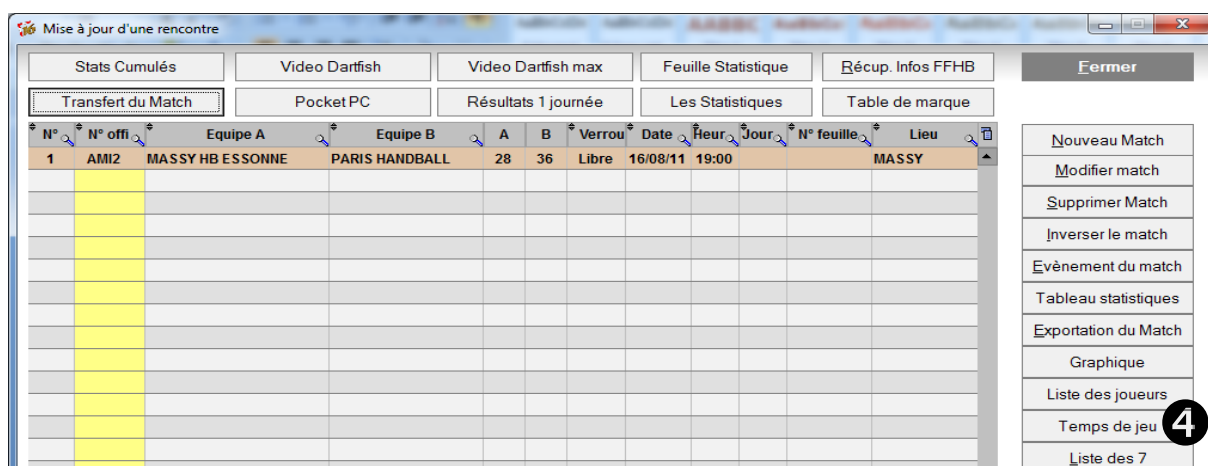 Mise à jour d'une rencontre
Stats Cumulés Video Dartfish Video Dartfish max Feuille Statistique Récup. Infos FFHB Fermer
Transfert du Match Pocket PC Résultats 1 journée Les Statistiques Table de marque
N° N° offi Equipe A Equipe B A B Verrou Date Heur Jour N° feuille Lieu
1 AMI2 MASSY HB ESSONNE PARIS HANDBALL 28 36 Libre 16/08/11 19:00 MASSY
Nouveau Match
Modifier match
Supprimer Match
Inverser le match
Evènement du match
Tableau statistiques
Exportation du Match
Graphique
Liste des joueurs
Temps de jeu 4
Liste des 7